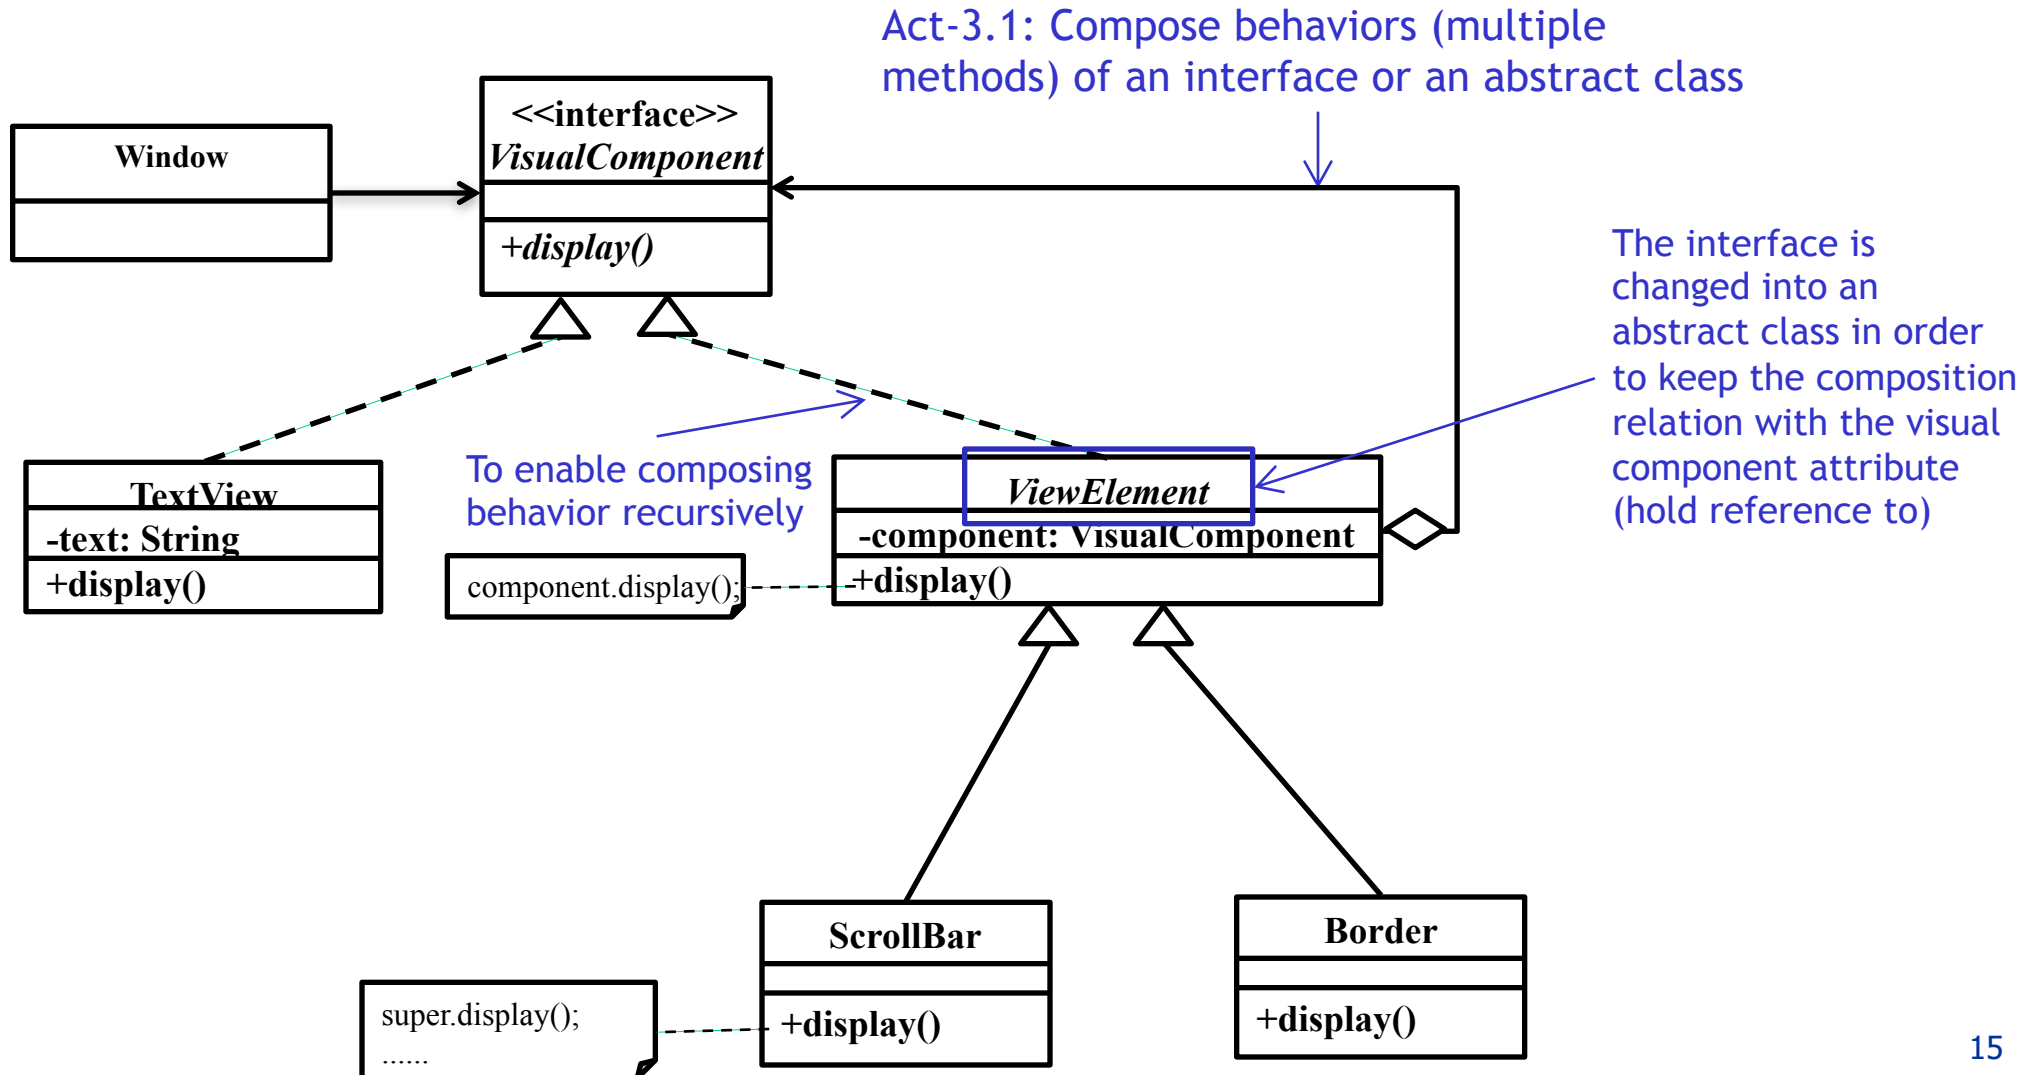 Act-3.1: Compose behaviors (multiple
methods) of an interface or an abstract class
Window
<<interface>>
VisualComponent
+display()
The interface is
changed into an
abstract class in order
to keep the composition
relation with the visual
component attribute
(hold reference to)
To enable composing
behavior recursively
TextView
-text: String
+display()
ViewElement
-component: VisualComponent
+display()
component.display();
ScrollBar
+display()
Border
+display()
super.display();
......
15